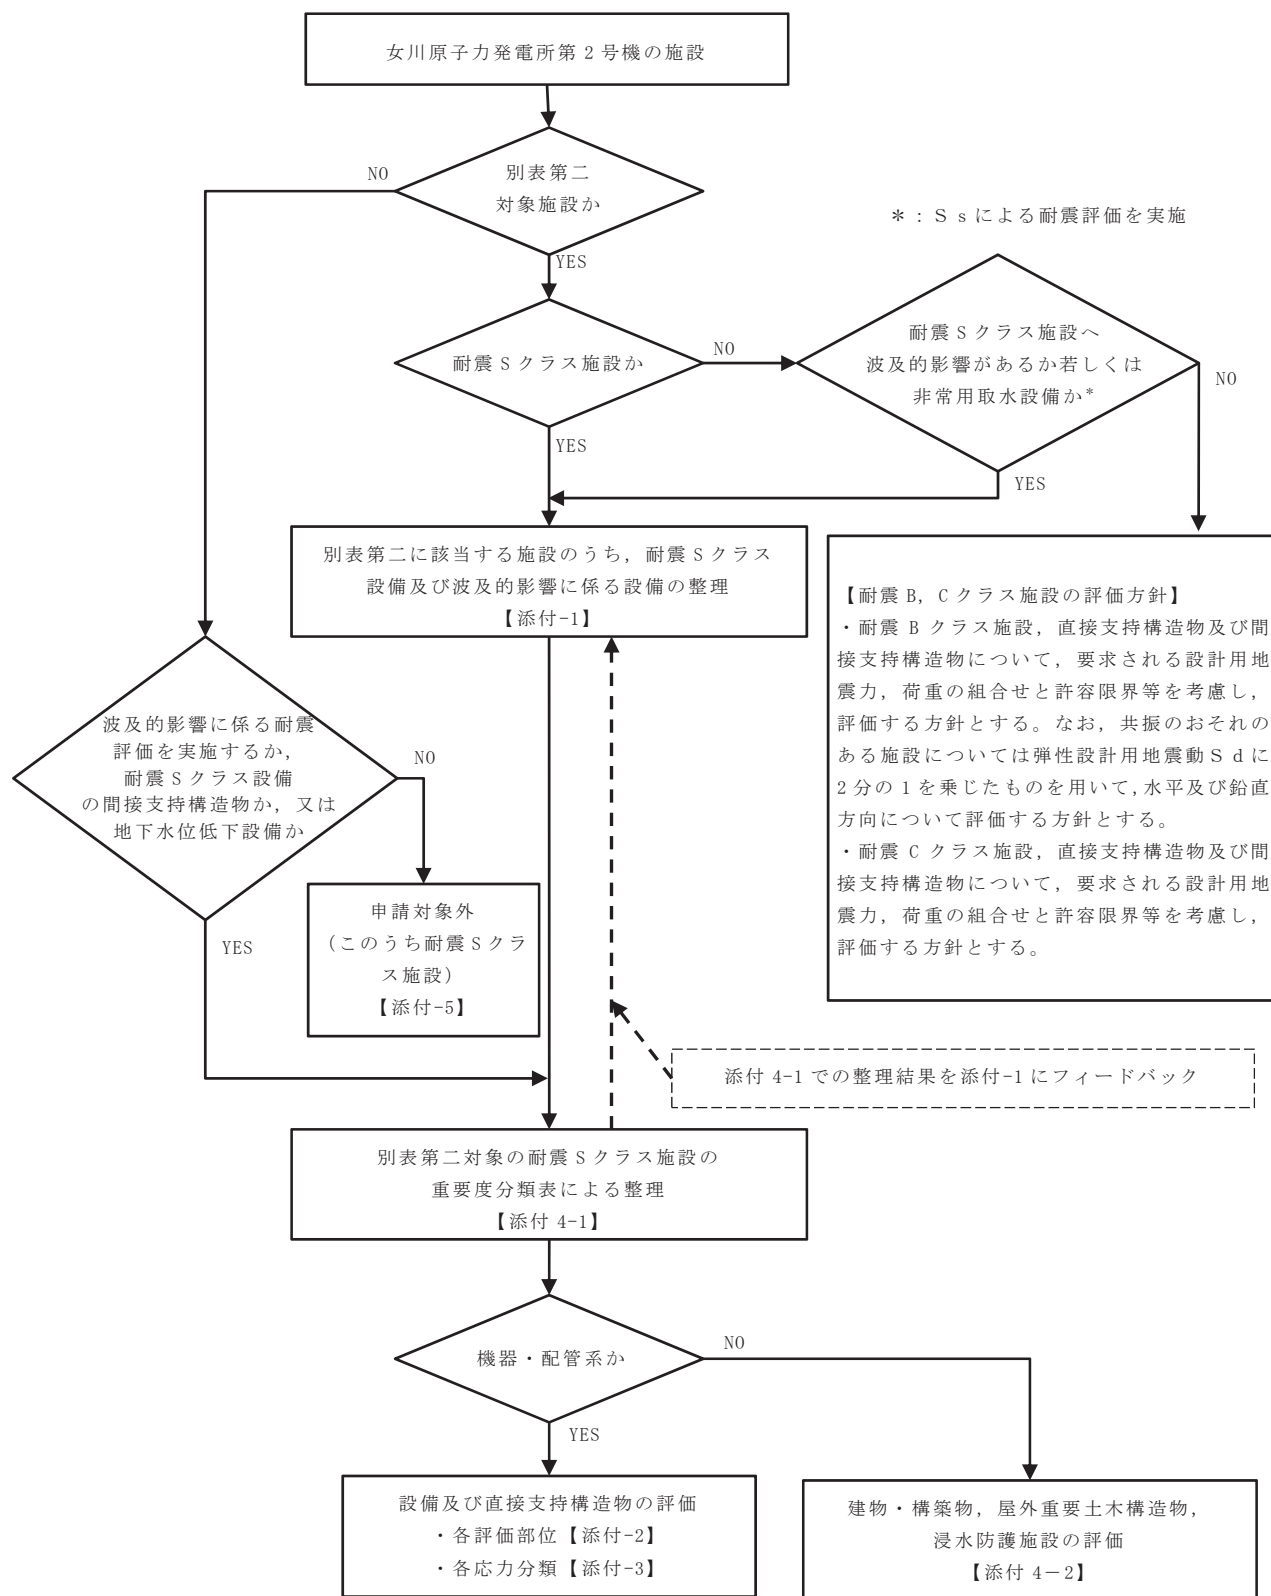 女川原子力発電所第２号機の施設
別表第二
対象施設か
NO
YES
＊：Ｓｓによる耐震評価を実施
耐震Ｓクラス施設か
NO
YES
耐震Ｓクラス施設へ
波及的影響があるか若しくは
非常用取水設備か*
NO
YES
別表第二に該当する施設のうち，耐震Ｓクラス
設備及び波及的影響に係る設備の整理
【添付-1】
【耐震 B，C クラス施設の評価方針】
・耐震 B クラス施設，直接支持構造物及び間
接支持構造物について，要求される設計用地
震力，荷重の組合せと許容限界等を考慮し，
評価する方針とする。なお，共振のおそれの
ある施設については弾性設計用地震動Ｓｄに
2 分の 1 を乗じたものを用いて，水平及び鉛直
方向について評価する方針とする。
・耐震 C クラス施設，直接支持構造物及び間
接支持構造物について，要求される設計用地
震力，荷重の組合せと許容限界等を考慮し，
評価する方針とする。
波及的影響に係る耐震
評価を実施するか，
耐震Ｓクラス設備
の間接支持構造物か，又は
地下水位低下設備か
NO
YES
申請対象外
（このうち耐震Ｓクラ
ス施設）
【添付-5】
添付 4-1 での整理結果を添付-1 にフィードバック
別表第二対象の耐震Ｓクラス施設の
重要度分類表による整理
【添付 4-1】
機器・配管系か
NO
YES
設備及び直接支持構造物の評価
・各評価部位【添付-2】
・各応力分類【添付-3】
建物・構築物，屋外重要土木構造物，
浸水防護施設の評価
【添付 4－2】